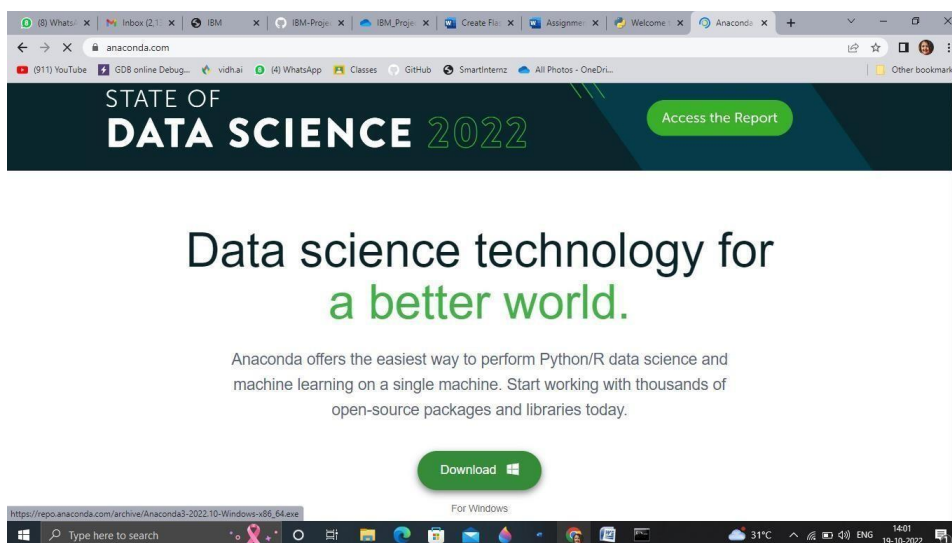 (8) Whats
Inbox (2,1
IBM
IBM-Proje
IBM_Proje
Create Fla
Assignme
Welcome
Anaconda
anaconda.com
(911) YouTube
GDB online Debug...
vidh.ai
(4) WhatsApp
Classes
GitHub
SmartInternz
All Photos - OneDri...
Other bookmark
STATE OF
DATA SCIENCE 2022
Access the Report
Data science technology for
a better world.
Anaconda offers the easiest way to perform Python/R data science and
machine learning on a single machine. Start working with thousands of
open-source packages and libraries today.
Download
For Windows
https://repo.anaconda.com/archive/Anaconda3-2022.10-Windows-x86_64.exe
Type here to search
31°C
ENG
14:01
19-10-2022